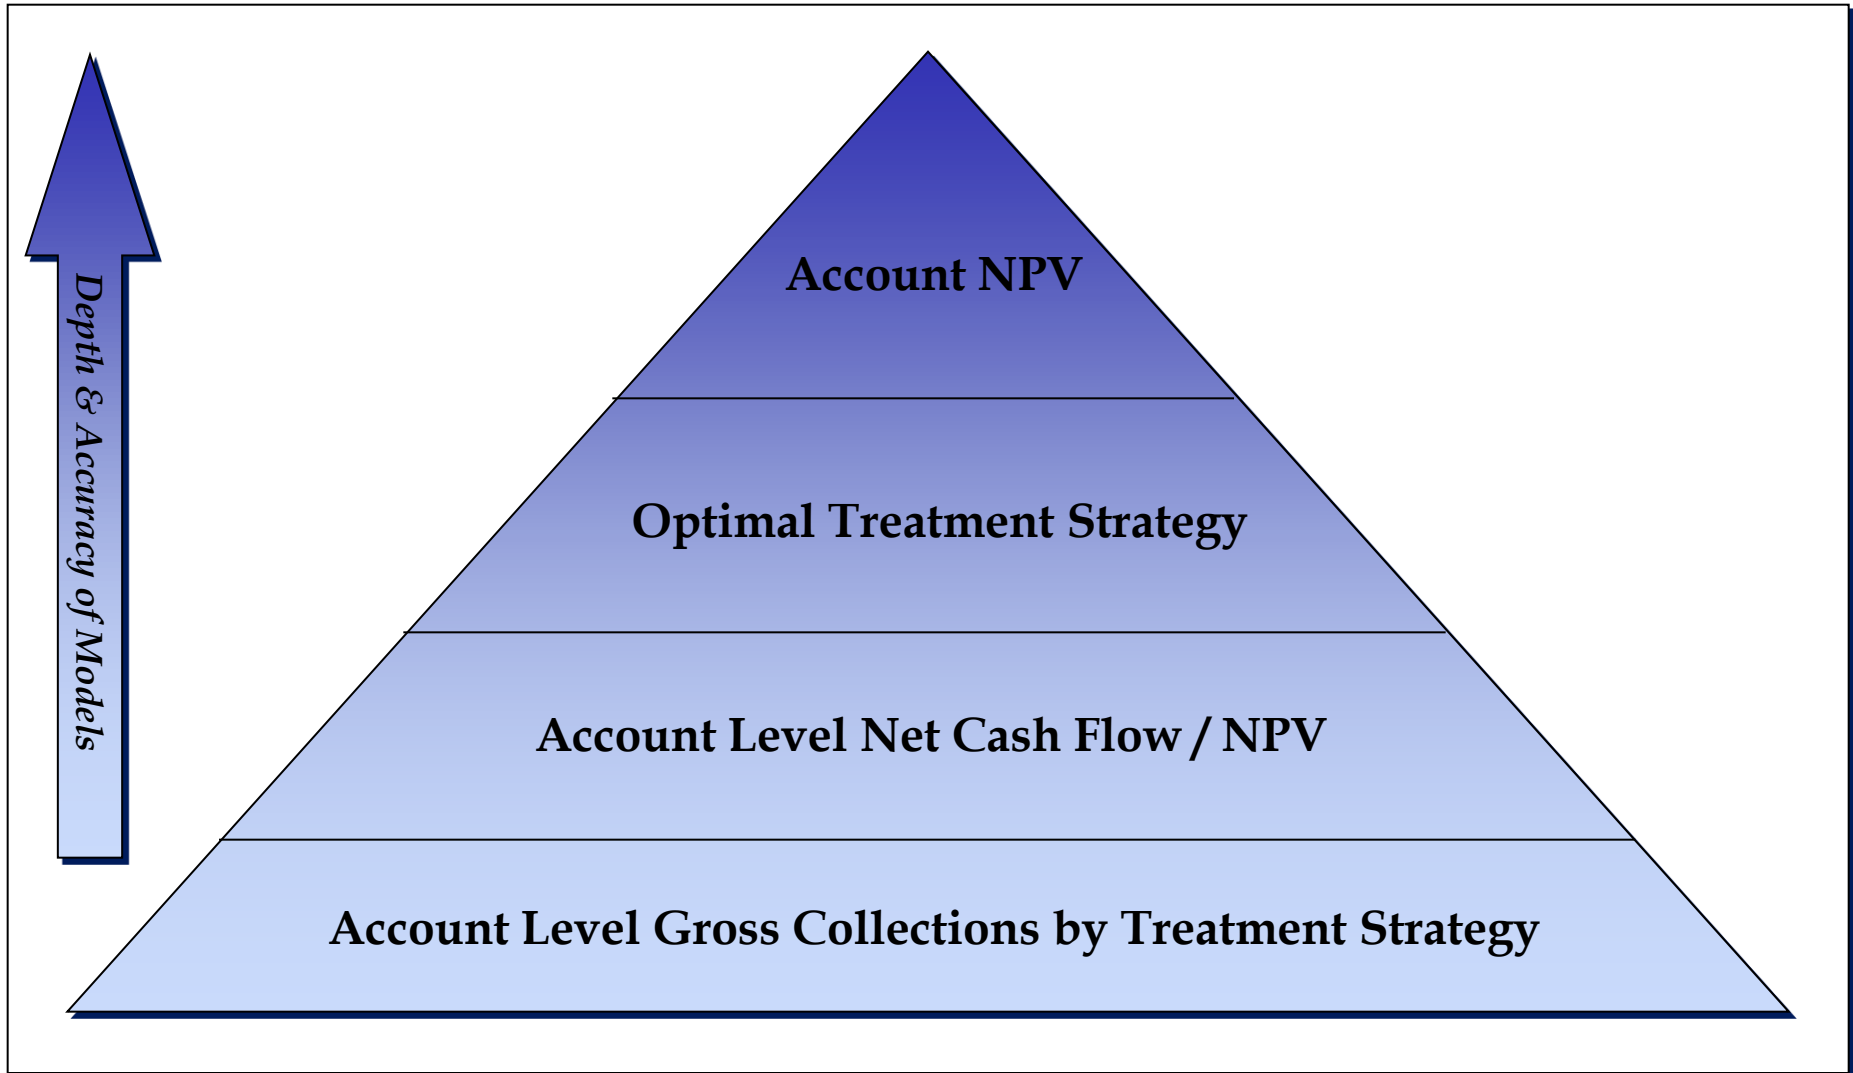 Depth & Accuracy of Models
Account NPV
Optimal Treatment Strategy
Account Level Net Cash Flow / NPV
Account Level Gross Collections by Treatment Strategy